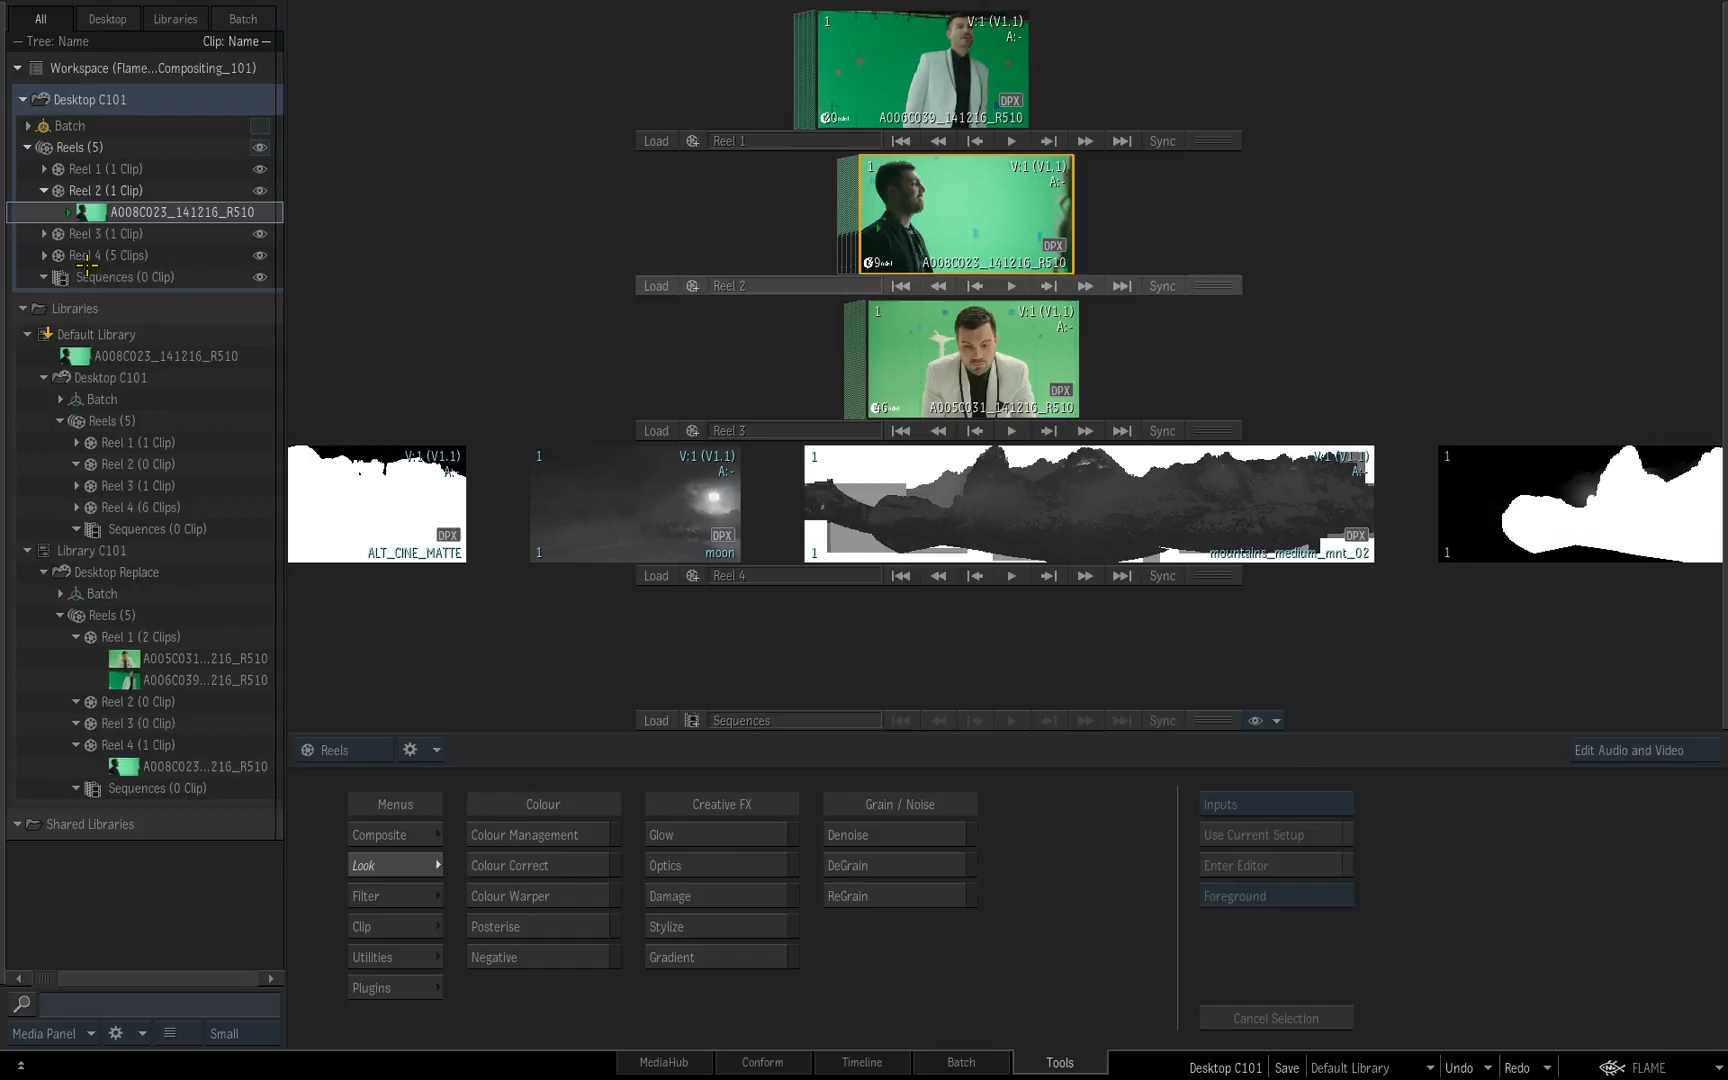 All
Desktop
Libraries
Batch
Tree: Name
Clip: Name
Workspace (Flame...Compositing_101)
Desktop C101
Batch
Reels (5)
Reel 1 (1 Clip)
Reel 2 (1 Clip)
A008C023_141216_R510
Reel 3 (1 Clip)
Reel 4 (5 Clips)
Sequences (0 Clip)
Libraries
Default Library
A008C023_141216_R510
Desktop C101
Batch
Reels (5)
Reel 1 (1 Clip)
Reel 2 (0 Clip)
Reel 3 (1 Clip)
Reel 4 (6 Clips)
Sequences (0 Clip)
Library C101
Desktop Replace
Batch
Reels (5)
Reel 1 (2 Clips)
A005C031...216_R510
A006C039...216_R510
Reel 2 (0 Clip)
Reel 3 (0 Clip)
Reel 4 (1 Clip)
A008C023...216_R510
Sequences (0 Clip)
Shared Libraries
Media Panel
Small
1 V:1 (V1.1)
A:-
DPX
A006C039_141216_R510
Load Reel 1 Sync
1 V:1 (V1.1)
A:-
DPX
A008C023_141216_R510
Load Reel 2 Sync
1 V:1 (V1.1)
A:-
DPX
A005C031_141216_R510
Load Reel 3 Sync
V:1 (V1.1)
A:-
DPX
ALT_CINE_MATTE
1 V:1 (V1.1)
A:-
DPX
1 moon
1 V:1 (V1.1)
A:-
DPX
1 mountains_medium_mnt_02
1
1
Load Reel 4 Sync
Load Sequences Sync
Reels
Edit Audio and Video
Menus
Composite
Look
Filter
Clip
Utilities
Plugins
Colour
Colour Management
Colour Correct
Colour Warper
Posterise
Negative
Creative FX
Glow
Optics
Damage
Stylize
Gradient
Grain / Noise
Denoise
DeGrain
ReGrain
Inputs
Use Current Setup
Enter Editor
Foreground
Cancel Selection
MediaHub
Conform
Timeline
Batch
Tools
Desktop C101
Save
Default Library
Undo
Redo
FLAME